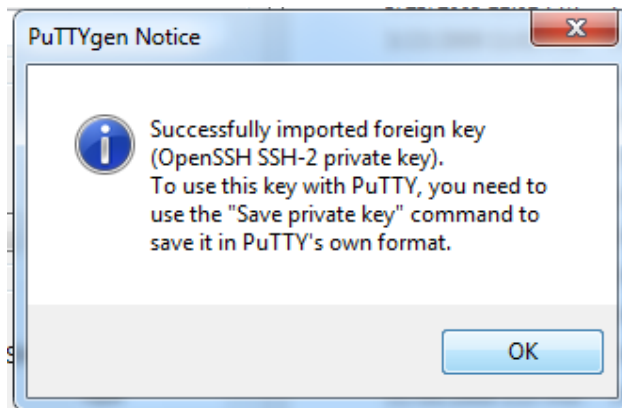 PuTTYgen Notice
Successfully imported foreign key
(OpenSSH SSH-2 private key).
To use this key with PuTTY, you need to
use the "Save private key" command to
save it in PuTTY's own format.
OK